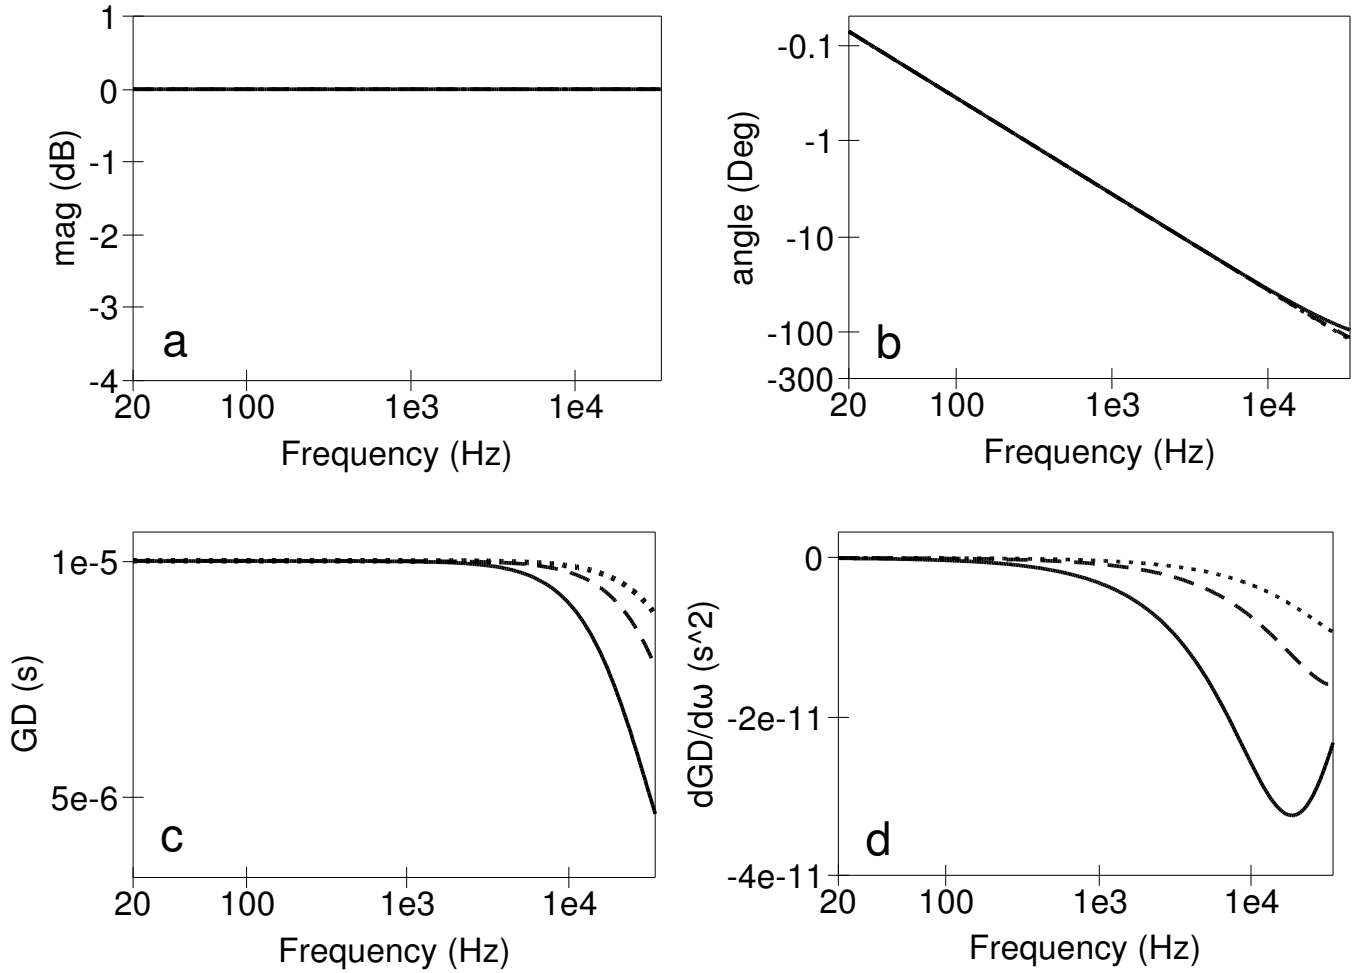 1
0
-1
-2
-3
-4
mag (dB)
a
20
100
1e3
1e4
Frequency (Hz)
-0.1
-1
-10
-100
-300
angle (Deg)
b
20
100
1e3
1e4
Frequency (Hz)
1e-5
5e-6
GD (s)
c
20
100
1e3
1e4
Frequency (Hz)
0
-2e-11
-4e-11
dGD/dω (s^2)
d
20
100
1e3
1e4
Frequency (Hz)